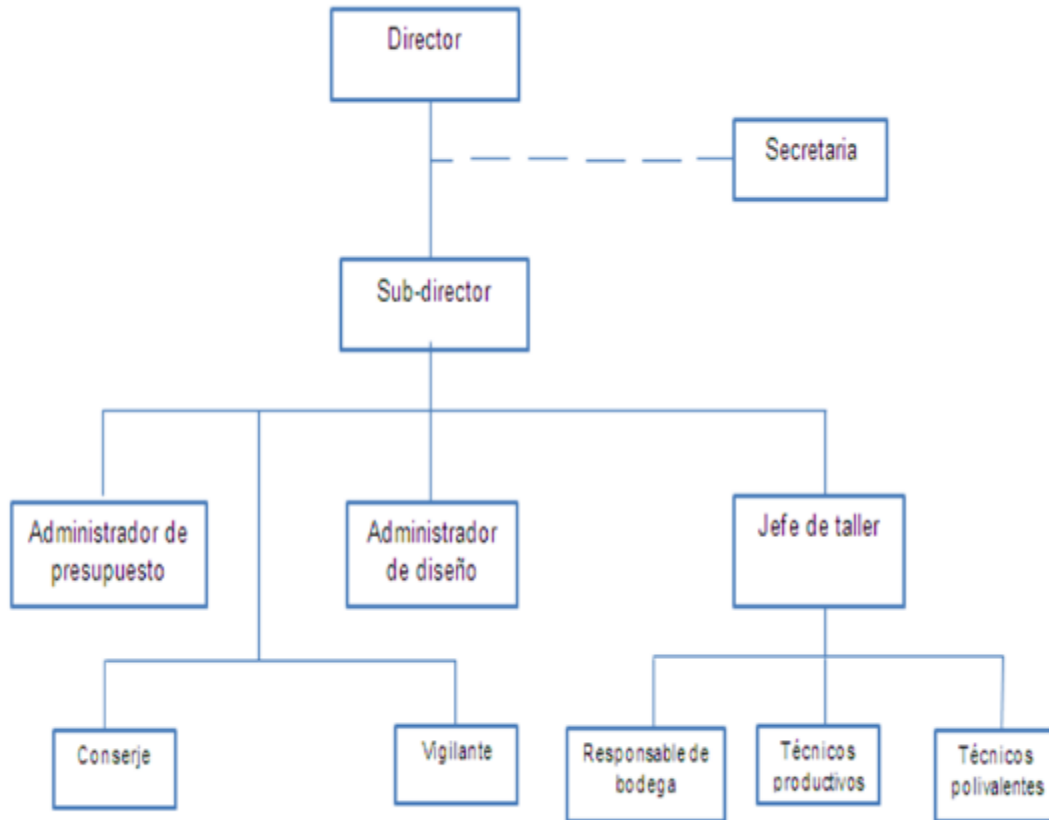 Director
Secretaria
Sub-director
Administrador de
presupuesto
Administrador
de diseño
Jefe de taller
Conserje
Vigilante
Responsable de
bodega
Técnicos
productivos
Técnicos
polivalentes